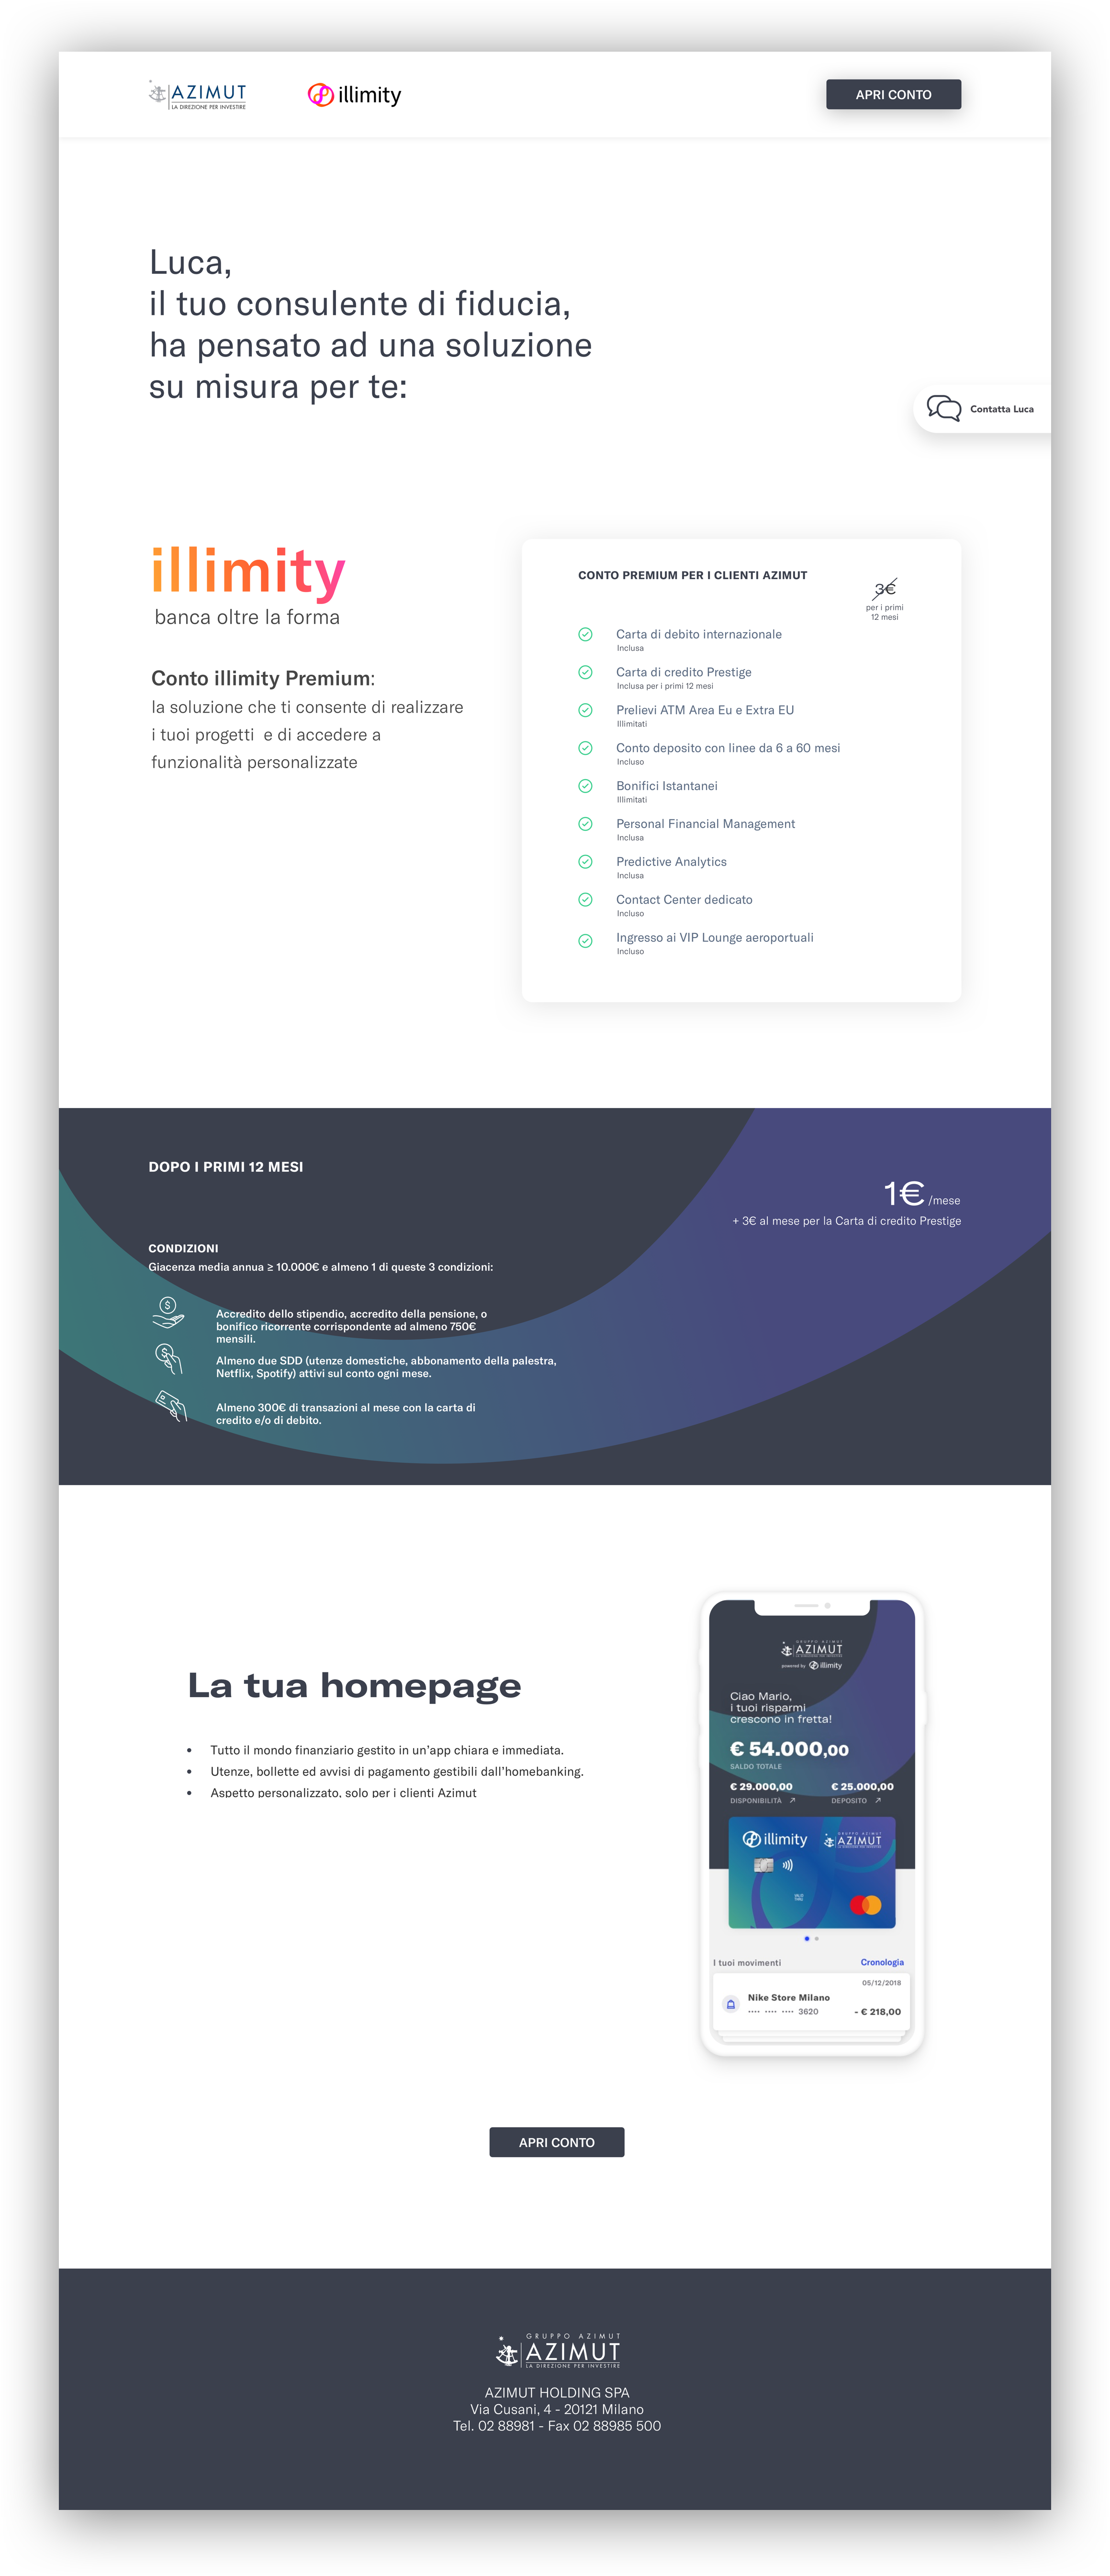 AZIMUT
LA DIREZIONE PER INVESTIRE
illimity
APRI CONTO
Luca,
il tuo consulente di fiducia,
ha pensato ad una soluzione
su misura per te:
Contatta Luca
illimity
banca oltre la forma
Conto illimity Premium:
la soluzione che ti consente di realizzare
i tuoi progetti e di accedere a
funzionalità personalizzate
CONTO PREMIUM PER I CLIENTI AZIMUT
3€
per i primi
12 mesi
Carta di debito internazionale
Inclusa
Carta di credito Prestige
Inclusa per i primi 12 mesi
Prelievi ATM Area Eu e Extra EU
Illimitati
Conto deposito con linee da 6 a 60 mesi
Incluso
Bonifici Istantanei
Illimitati
Personal Financial Management
Inclusa
Predictive Analytics
Inclusa
Contact Center dedicato
Incluso
Ingresso ai VIP Lounge aeroportuali
Incluso
DOPO I PRIMI 12 MESI
1€ /mese
+ 3€ al mese per la Carta di credito Prestige
CONDIZIONI
Giacenza media annua ≥ 10.000€ e almeno 1 di queste 3 condizioni:
Accredito dello stipendio, accredito della pensione, o
bonifico ricorrente corrispondente ad almeno 750€
mensili.
Almeno due SDD (utenze domestiche, abbonamento della palestra,
Netflix, Spotify) attivi sul conto ogni mese.
Almeno 300€ di transazioni al mese con la carta di
credito e/o di debito.
La tua homepage
• Tutto il mondo finanziario gestito in un'app chiara e immediata.
• Utenze, bollette ed avvisi di pagamento gestibili dall'homebanking.
• Aspetto personalizzato, solo per i clienti Azimut
GRUPPO AZIMUT
AZIMUT
powered by illimity
Ciao Mario,
i tuoi risparmi
crescono in fretta!
€ 54.000,00
SALDO TOTALE
€ 29.000,00 € 25.000,00
DISPONIBILITÀ DEPOSITO
illimity
GRUPPO AZIMUT
AZIMUT
I tuoi movimenti Cronologia
05/12/2018
Nike Store Milano
•••• •••• •••• 3620 - € 218,00
APRI CONTO
GRUPPO AZIMUT
AZIMUT
LA DIREZIONE PER INVESTIRE
AZIMUT HOLDING SPA
Via Cusani, 4 - 20121 Milano
Tel. 02 88981 - Fax 02 88985 500